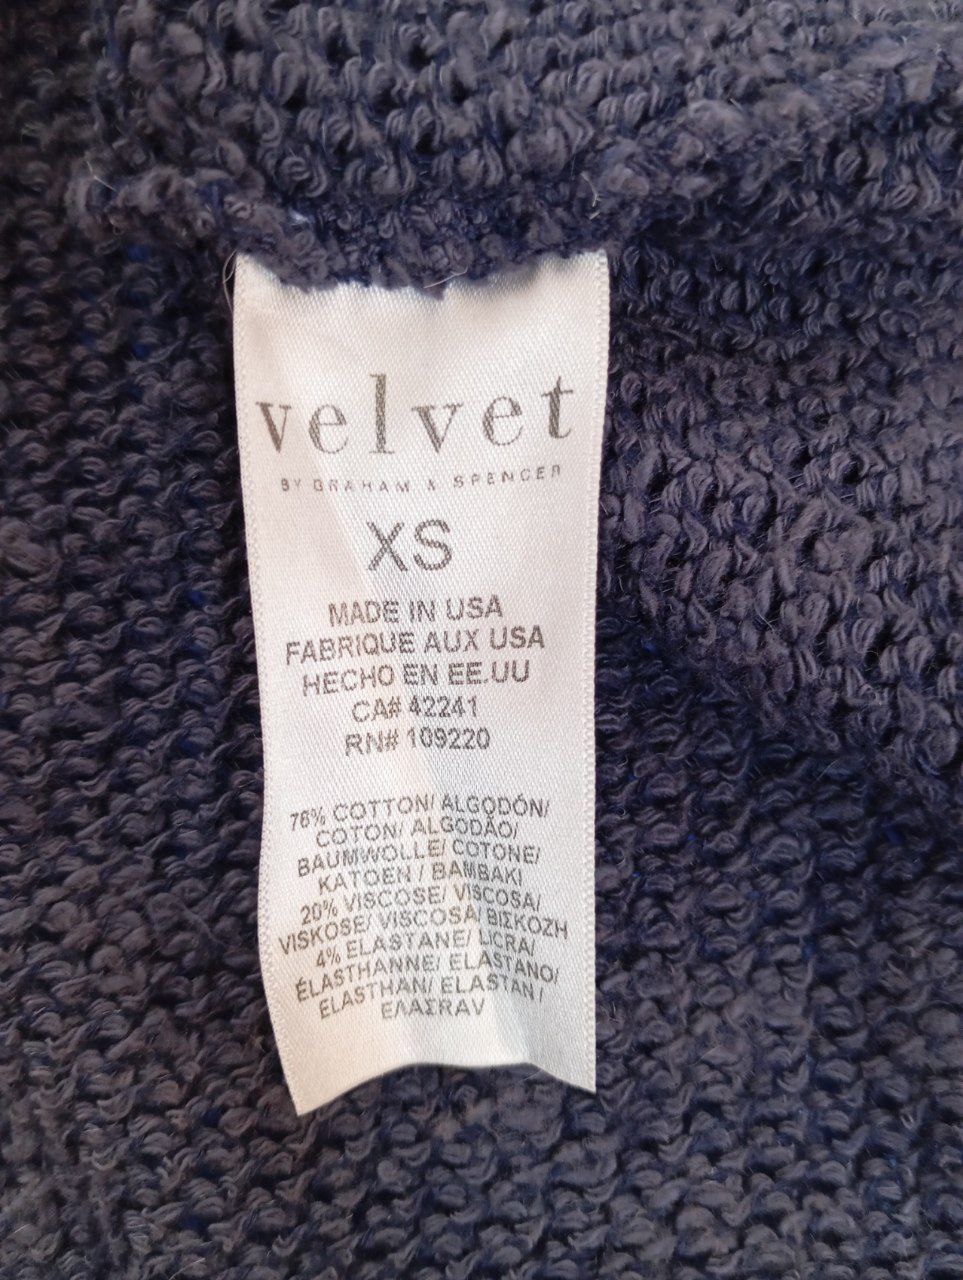 velvet
BY GRAHAM & SPENCER
XS
MADE IN USA
FABRIQUE AUX USA
HECHO EN EE.UU
CA# 42241
RN# 109220
76% COTTON/ ALGODÓN/
COTON/ ALGODÃO/
BAUMWOLLE/ COTONE/
KATOEN / BAMBAKI
20% VISCOSE/ VISCOSA/
VISKOSE/ VISCOSA/ ΒΙΣΚΟΖΗ
4% ELASTANE/ LICRA/
ÉLASTHANNE/ ELASTANO/
ELASTHAN/ ELASTAN /
ΕΛΑΣΤΑΝ